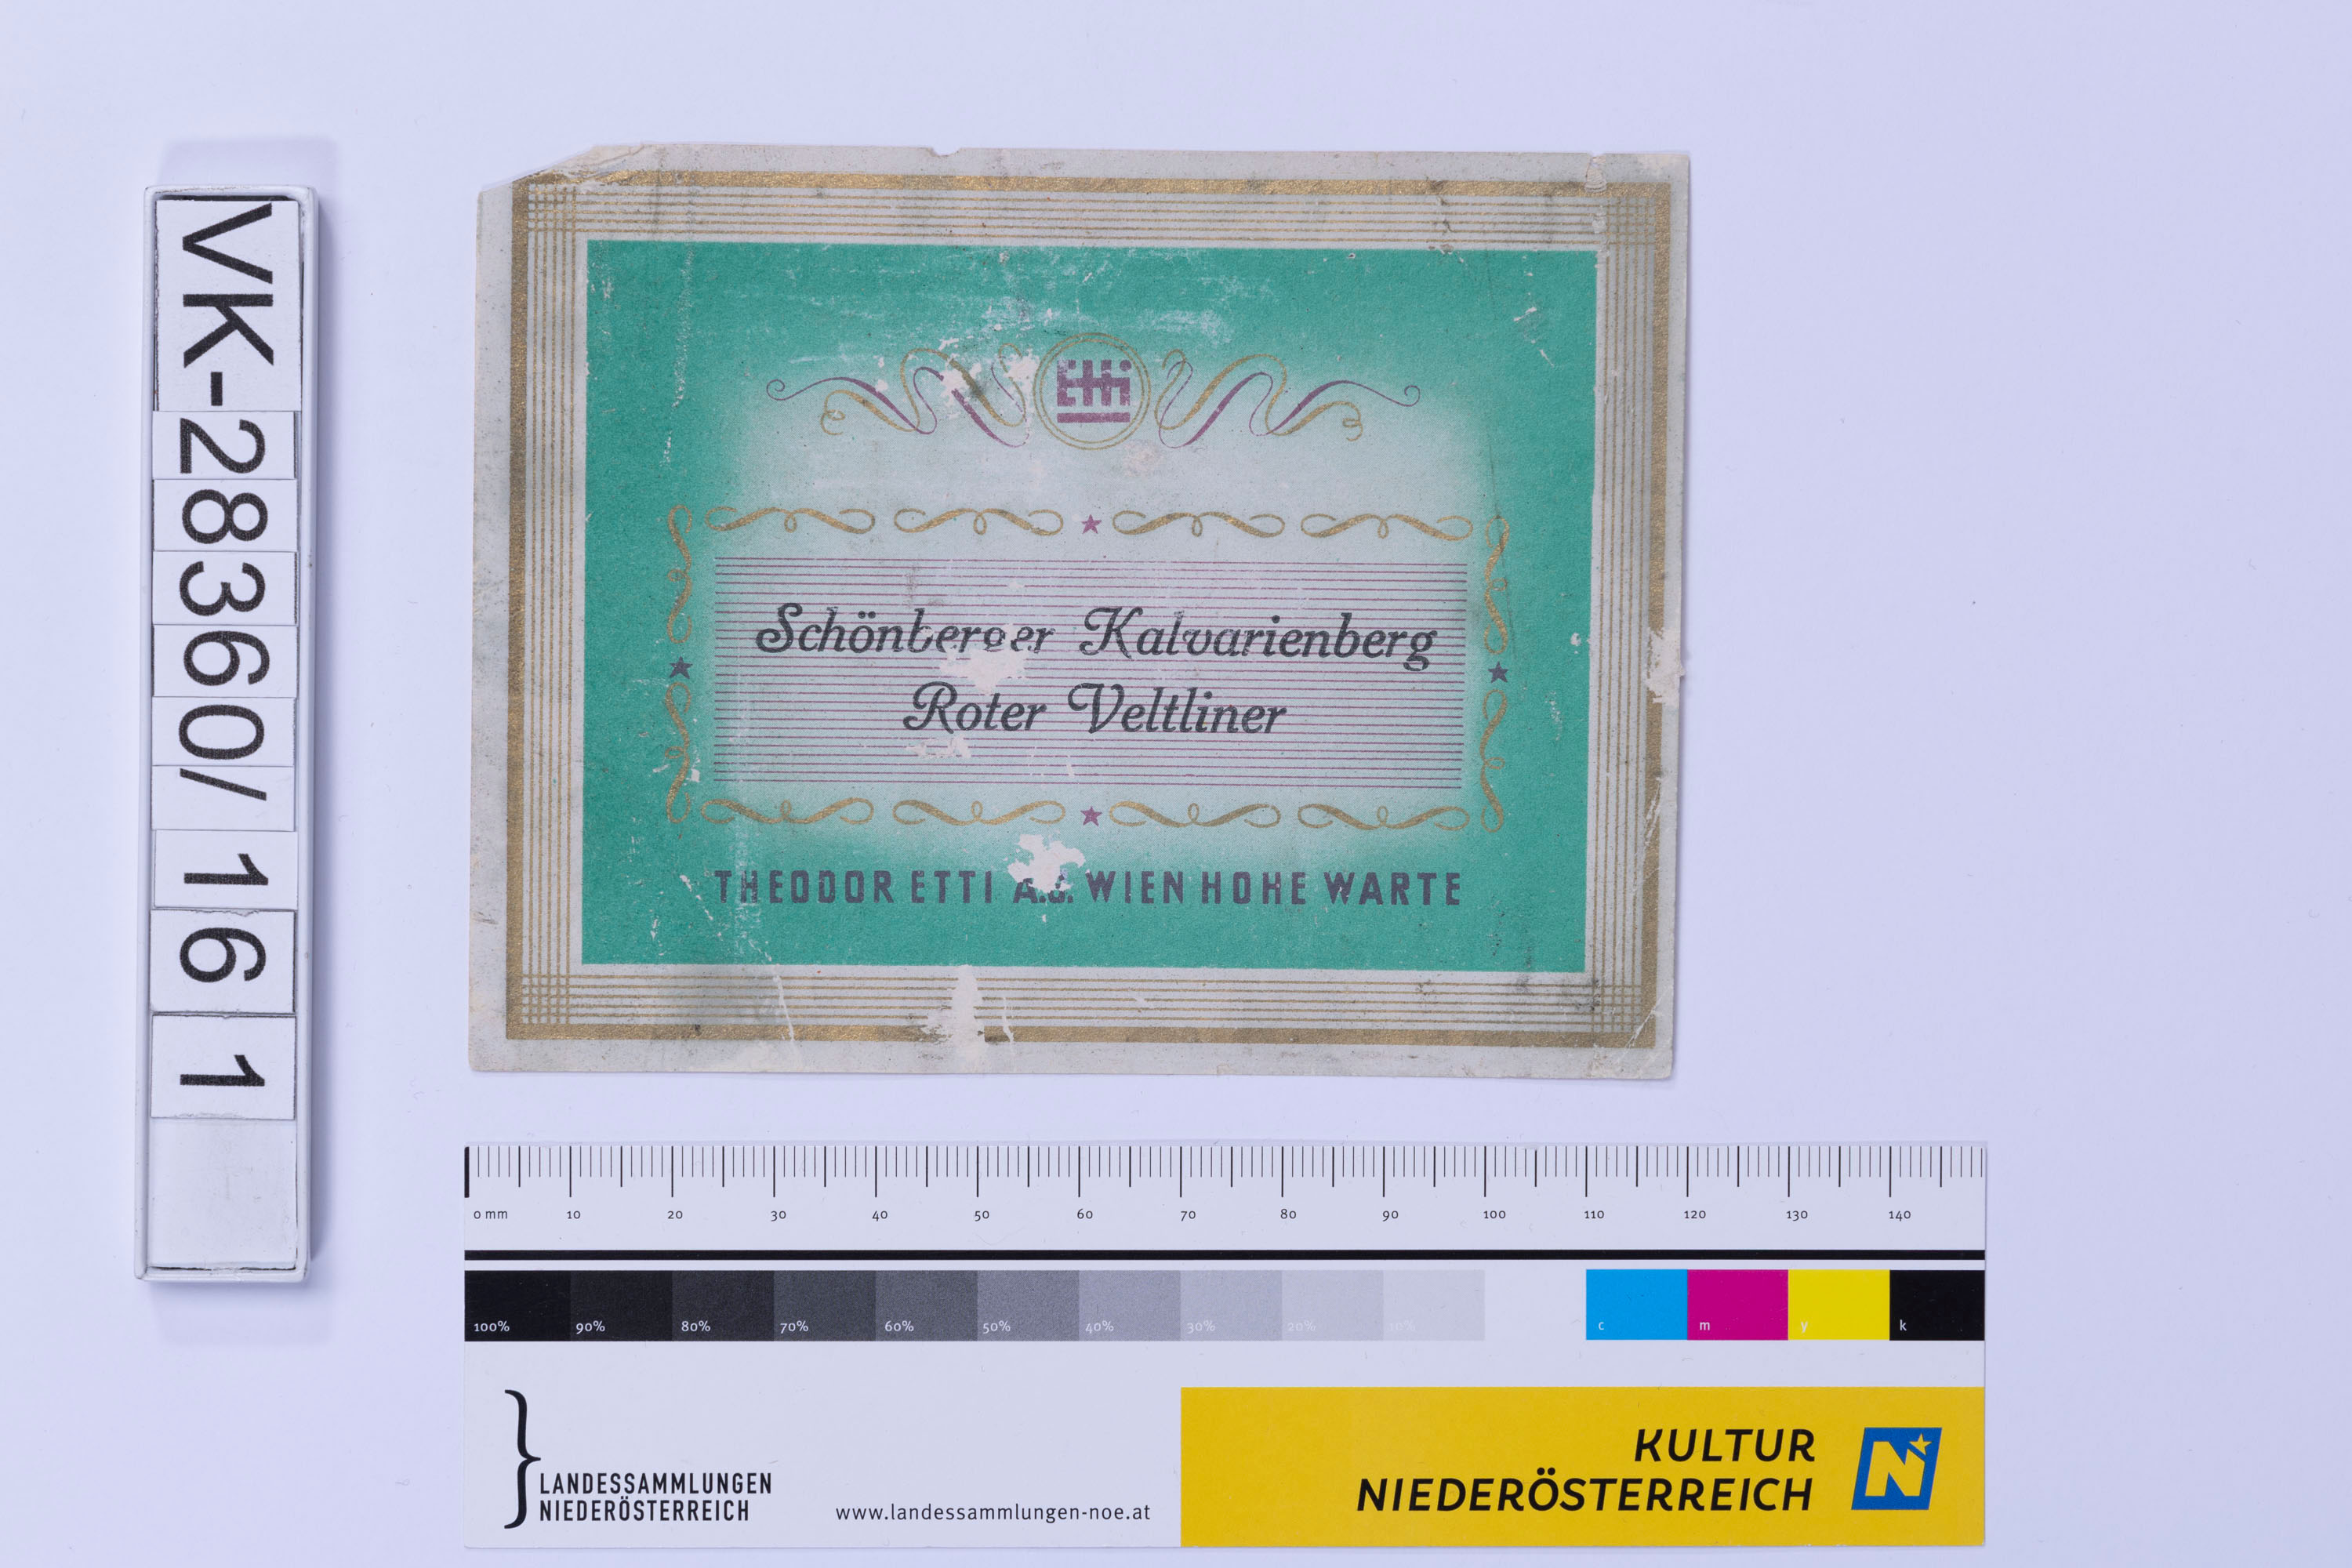 VK-28360/161
Etti
Schönberger Kalvarienberg
Roter Veltliner
THEODOR ETTI A.G. WIEN HOHE WARTE
0 mm 10 20 30 40 50 60 70 80 90 100 110 120 130 140
100% 90% 80% 70% 60% 50% 40% 30% 20% 10% c m y k
LANDESSAMMLUNGEN
NIEDERÖSTERREICH
www.landessammlungen-noe.at
KULTUR
NIEDERÖSTERREICH
N